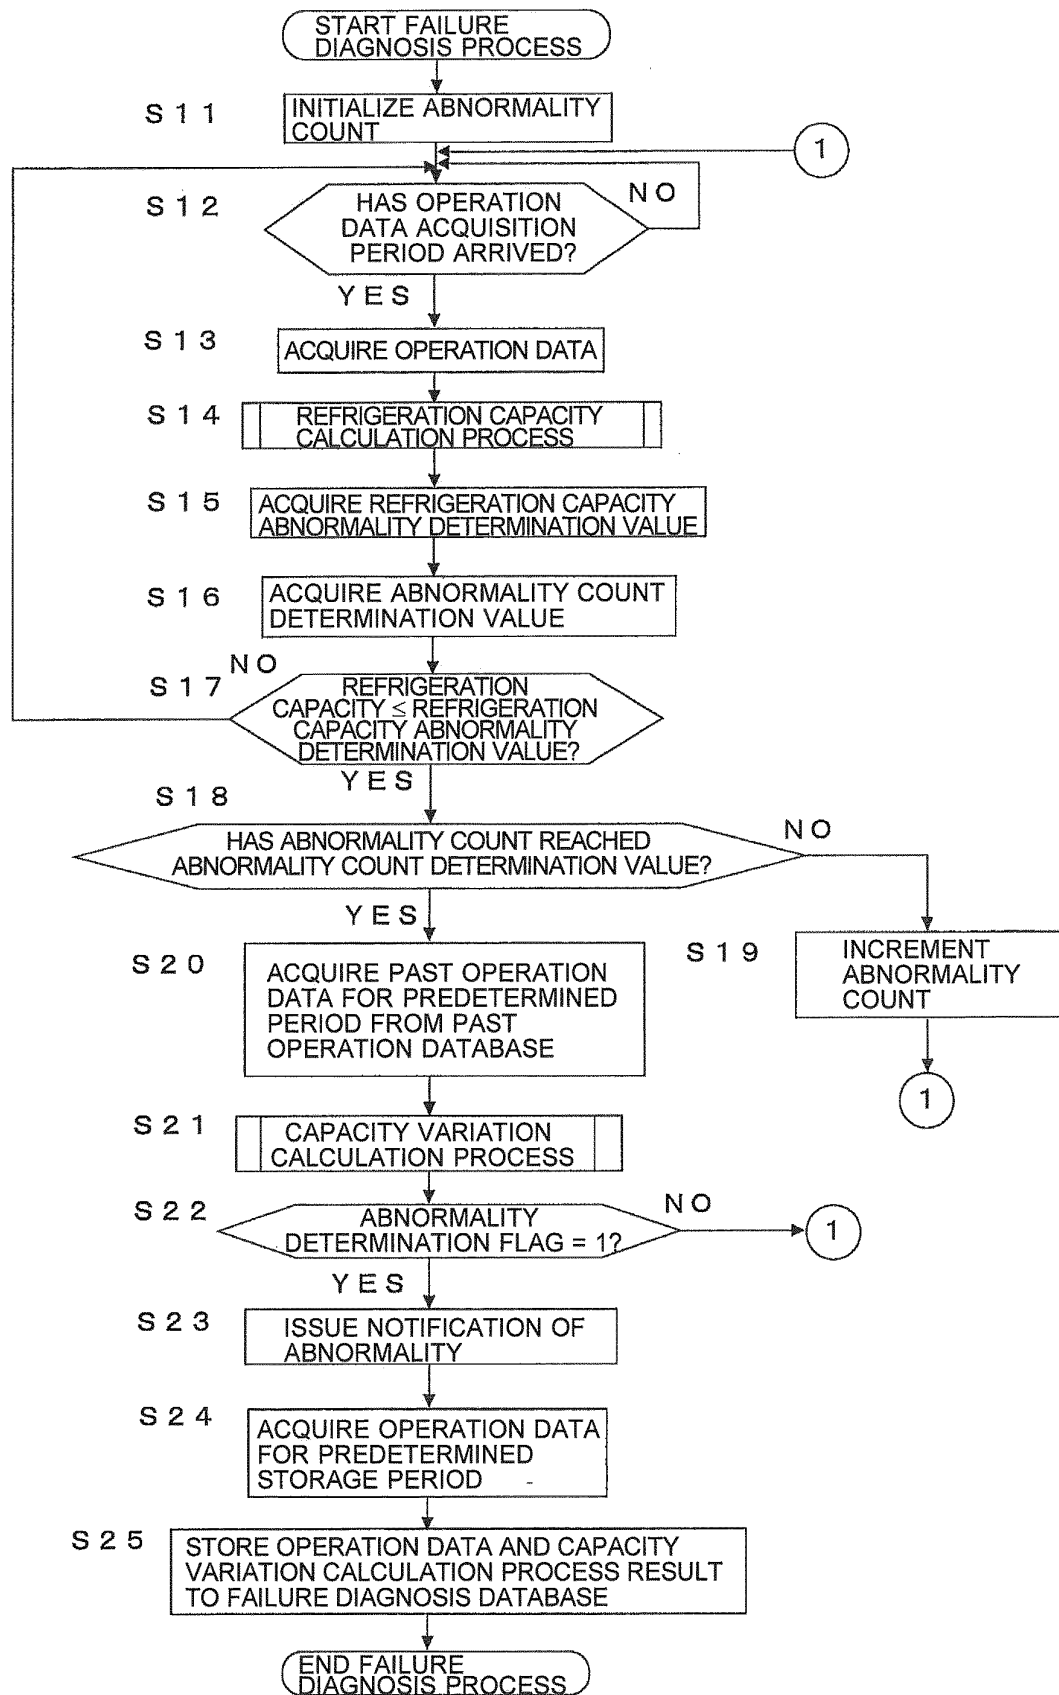 START FAILURE
DIAGNOSIS PROCESS
S11
INITIALIZE ABNORMALITY
COUNT
1
S12
HAS OPERATION
DATA ACQUISITION
PERIOD ARRIVED?
NO
YES
S13
ACQUIRE OPERATION DATA
S14
REFRIGERATION CAPACITY
CALCULATION PROCESS
S15
ACQUIRE REFRIGERATION CAPACITY
ABNORMALITY DETERMINATION VALUE
S16
ACQUIRE ABNORMALITY COUNT
DETERMINATION VALUE
NO
S17
REFRIGERATION
CAPACITY ≤ REFRIGERATION
CAPACITY ABNORMALITY
DETERMINATION VALUE?
YES
S18
HAS ABNORMALITY COUNT REACHED
ABNORMALITY COUNT DETERMINATION VALUE?
NO
YES
S19
INCREMENT
ABNORMALITY
COUNT
1
S20
ACQUIRE PAST OPERATION
DATA FOR PREDETERMINED
PERIOD FROM PAST
OPERATION DATABASE
S21
CAPACITY VARIATION
CALCULATION PROCESS
S22
ABNORMALITY
DETERMINATION FLAG = 1?
NO
1
YES
S23
ISSUE NOTIFICATION OF
ABNORMALITY
S24
ACQUIRE OPERATION DATA
FOR PREDETERMINED
STORAGE PERIOD
S25
STORE OPERATION DATA AND CAPACITY
VARIATION CALCULATION PROCESS RESULT
TO FAILURE DIAGNOSIS DATABASE
END FAILURE
DIAGNOSIS PROCESS